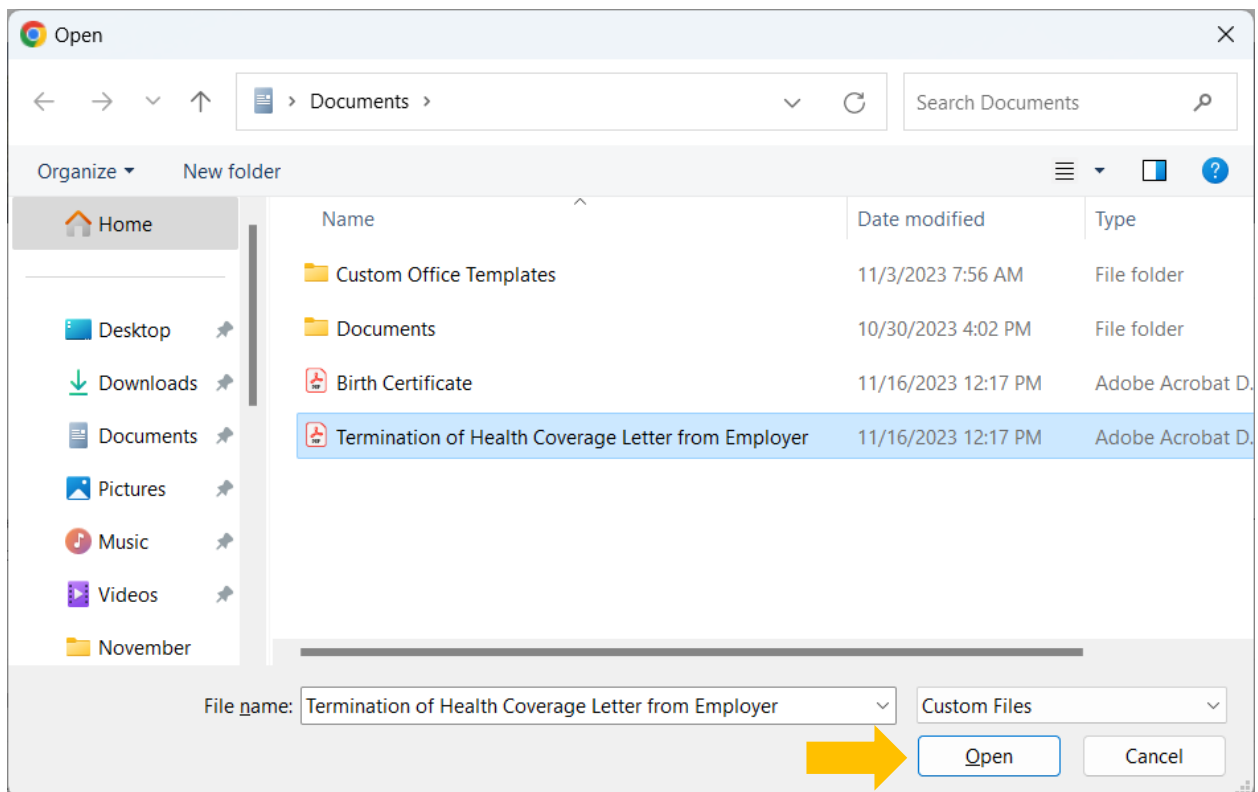 Open
Documents
Search Documents
Organize
New folder
Home
Name
Date modified
Type
Custom Office Templates
11/3/2023 7:56 AM
File folder
Desktop
Documents
10/30/2023 4:02 PM
File folder
Downloads
Birth Certificate
11/16/2023 12:17 PM
Adobe Acrobat D.
Documents
Termination of Health Coverage Letter from Employer
11/16/2023 12:17 PM
Adobe Acrobat D.
Pictures
Music
Videos
November
File name:
Termination of Health Coverage Letter from Employer
Custom Files
Open
Cancel